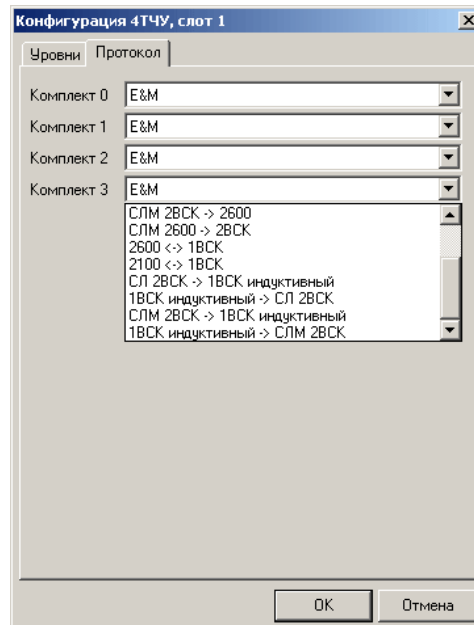 Конфигурация 4ТЧУ, слот 1
Уровни Протокол
Комплект 0 E&M
Комплект 1 E&M
Комплект 2 E&M
Комплект 3 E&M
СЛМ 2ВСК -> 2600
СЛМ 2600 -> 2ВСК
2600 <-> 1ВСК
2100 <-> 1ВСК
СЛ 2ВСК -> 1ВСК индуктивный
1ВСК индуктивный -> СЛ 2ВСК
СЛМ 2ВСК -> 1ВСК индуктивный
1ВСК индуктивный -> СЛМ 2ВСК
OK Отмена